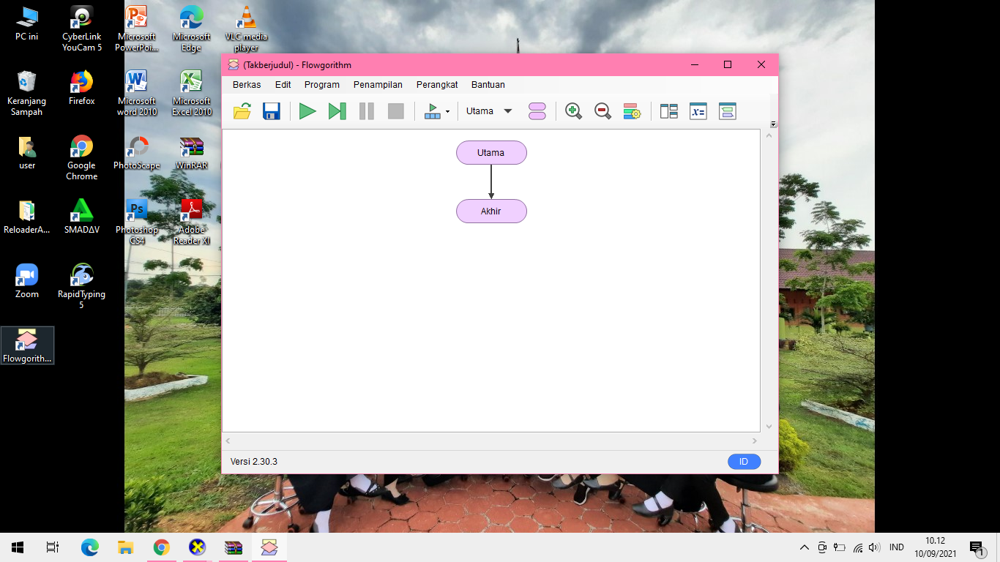 PC ini
CyberLink
YouCam 5
Microsoft
PowerPoi...
Microsoft
Edge
VLC media
player
Keranjang
Sampah
Firefox
Microsoft
word 2010
Microsoft
Excel 2010
user
Google
Chrome
PhotoScape
WinRAR
ReloaderA...
SMADΔV
Photoshop
CS4
Adobe
Reader XI
Zoom
RapidTyping
5
Flowgorith...
(Takberjudul) - Flowgorithm
Berkas Edit Program Penampilan Perangkat Bantuan
Utama
x=
Utama
Akhir
Versi 2.30.3
ID
IND
10.12
10/09/2021
1